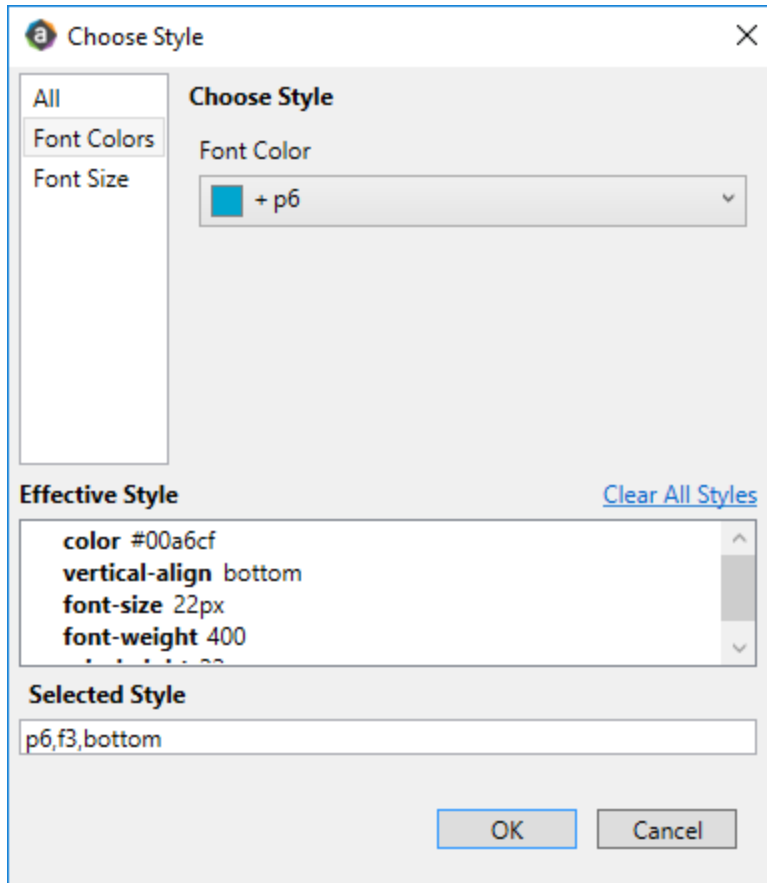 Choose Style
All
Font Colors
Font Size
Choose Style
Font Color
+ p6
Effective Style
Clear All Styles
color #00a6cf
vertical-align bottom
font-size 22px
font-weight 400
Selected Style
p6,f3,bottom
OK
Cancel